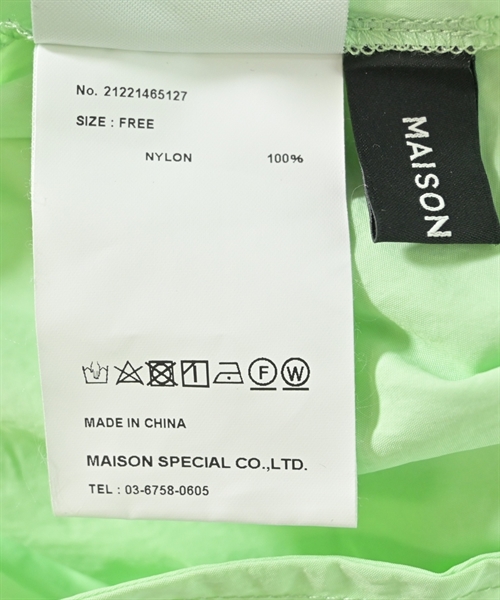 No. 21221465127
SIZE : FREE
NYLON 100%
F W
MADE IN CHINA
MAISON SPECIAL CO.,LTD.
TEL : 03-6758-0605
MAISON